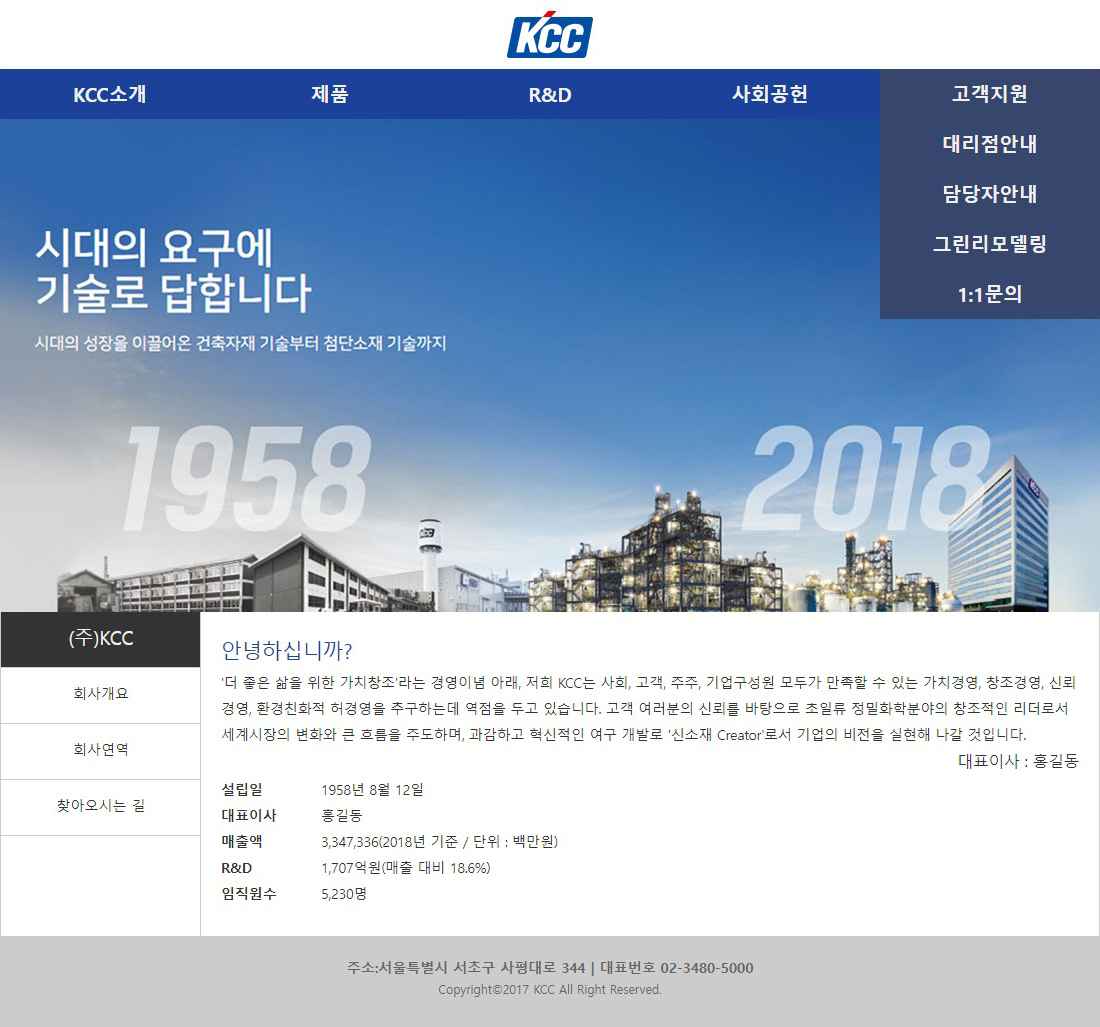 KCC
KCC소개
제품
R&D
사회공헌
고객지원
대리점안내
담당자안내
그린리모델링
1:1문의
시대의 요구에
기술로 답합니다
시대의 성장을 이끌어온 건축자재 기술부터 첨단소재 기술까지
1958
2018
KCC
KCC
(주)KCC
회사개요
회사연역
찾아오시는 길
안녕하십니까?
'더 좋은 삶을 위한 가치창조'라는 경영이념 아래, 저희 KCC는 사회, 고객, 주주, 기업구성원 모두가 만족할 수 있는 가치경영, 창조경영, 신뢰
경영, 환경친화적 허경영을 추구하는데 역점을 두고 있습니다. 고객 여러분의 신뢰를 바탕으로 초일류 정밀화학분야의 창조적인 리더로서
세계시장의 변화와 큰 흐름을 주도하며, 과감하고 혁신적인 여구 개발로 '신소재 Creator'로서 기업의 비전을 실현해 나갈 것입니다.
대표이사 : 홍길동
설립일 1958년 8월 12일
대표이사 홍길동
매출액 3,347,336(2018년 기준 / 단위 : 백만원)
R&D 1,707억원(매출 대비 18.6%)
임직원수 5,230명
주소:서울특별시 서초구 사평대로 344 | 대표번호 02-3480-5000
Copyright©2017 KCC All Right Reserved.